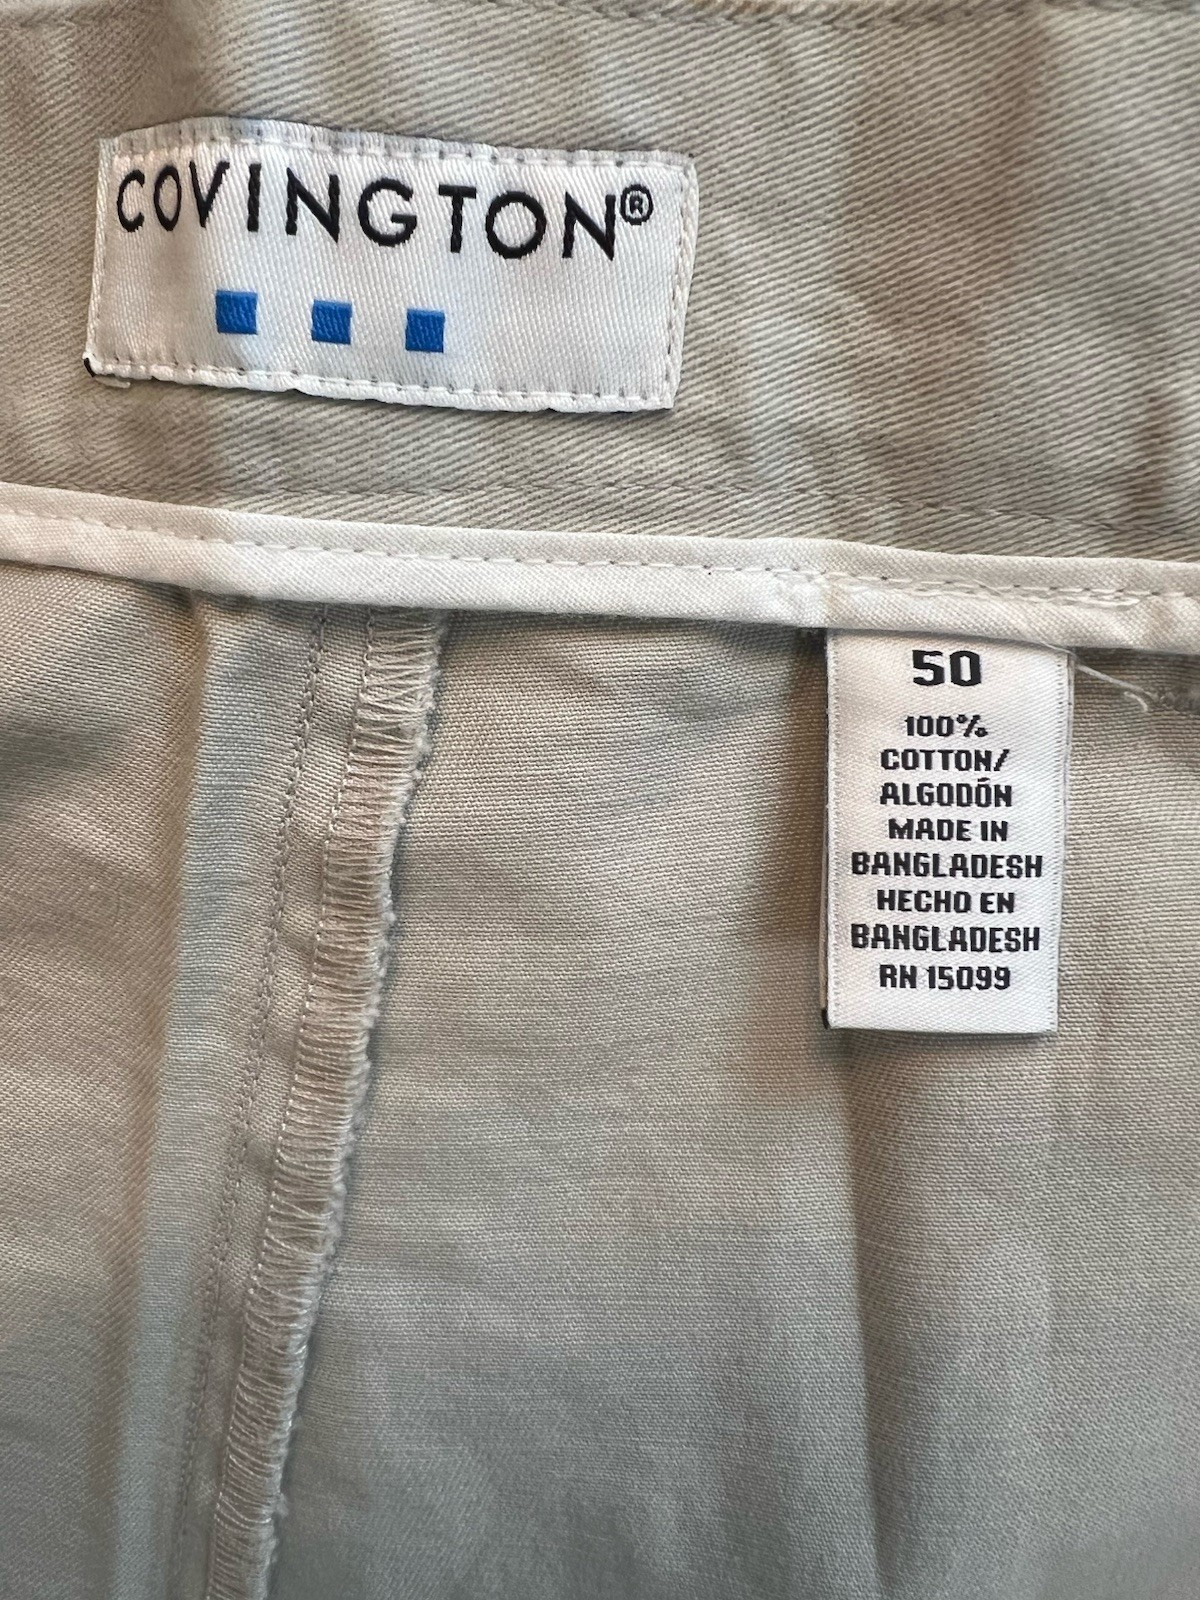 COVINGTON®
50
100%
COTTON/
ALGODÓN
MADE IN
BANGLADESH
HECHO EN
BANGLADESH
RN 15099